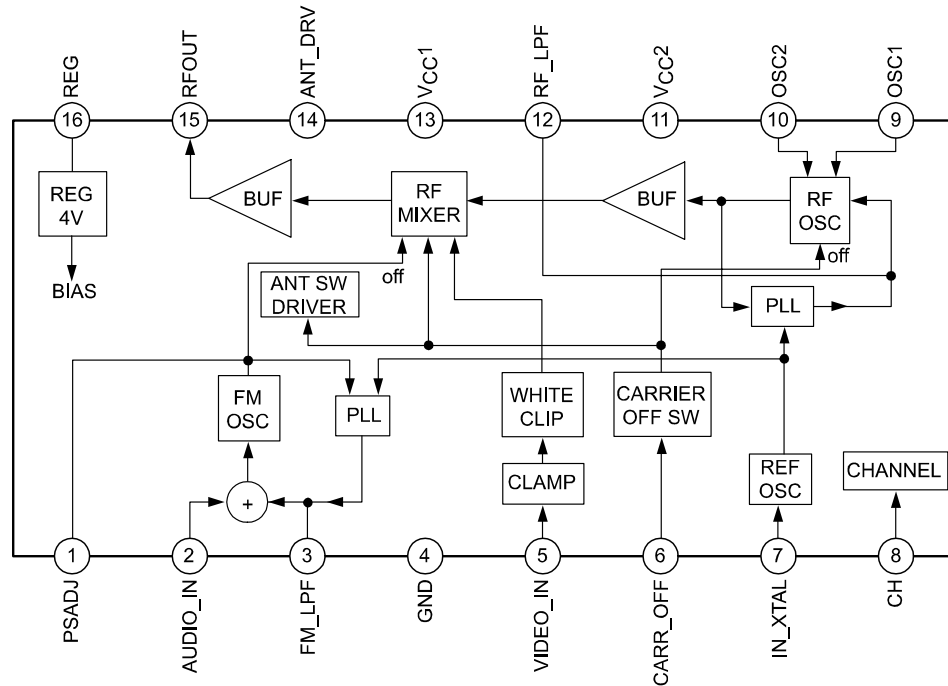 REG
RFOUT
ANT_DRV
VCC1
RF_LPF
VCC2
OSC2
OSC1
16
15
14
13
12
11
10
9
REG
4V
BUF
RF
MIXER
BUF
RF
OSC
off
off
BIAS
ANT SW
DRIVER
PLL
FM
OSC
PLL
WHITE
CLIP
CARRIER
OFF SW
CLAMP
REF
OSC
CHANNEL
+
1
2
3
4
5
6
7
8
PSADJ
AUDIO_IN
FM_LPF
GND
VIDEO_IN
CARR_OFF
IN_XTAL
CH